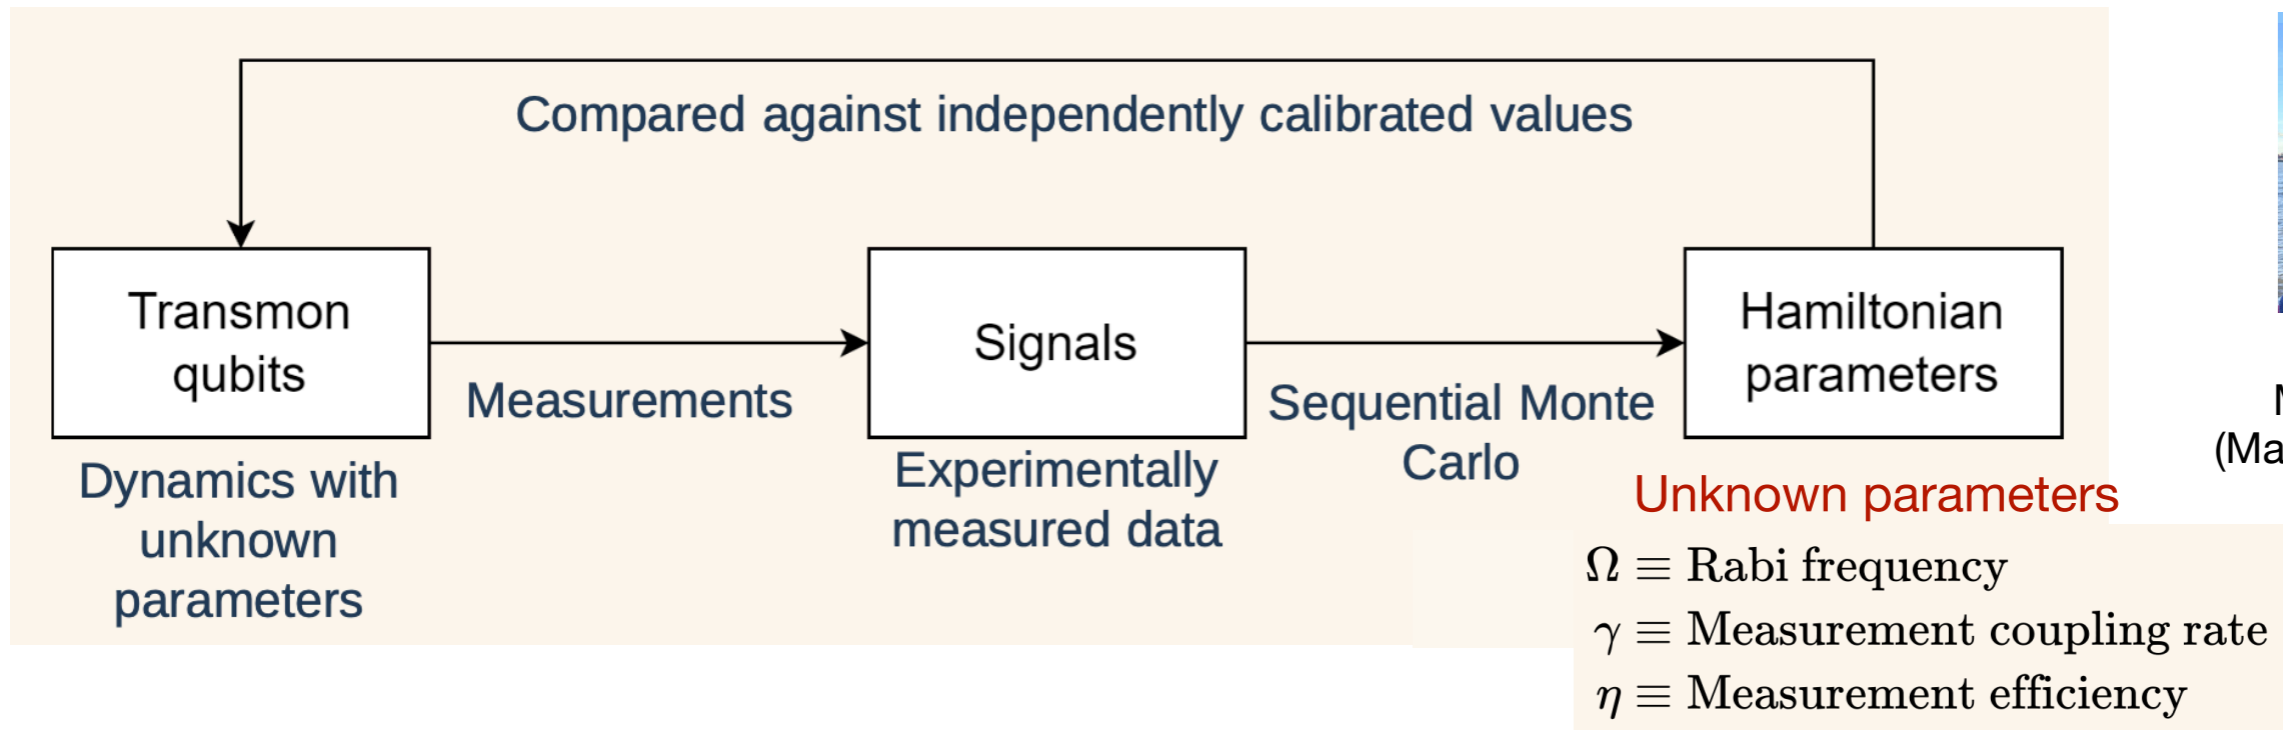 Compared against independently calibrated values
Transmon
qubits
Measurements
Signals
Sequential Monte
Carlo
Hamiltonian
parameters
Dynamics with
unknown
parameters
Experimentally
measured data
Unknown parameters
Ω ≡ Rabi frequency
γ ≡ Measurement coupling rate
η ≡ Measurement efficiency